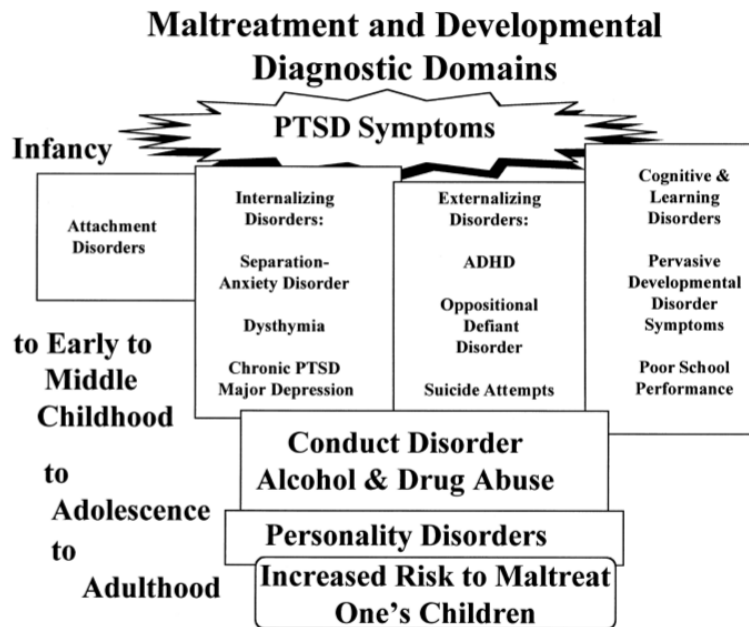 Maltreatment and Developmental
Diagnostic Domains
PTSD Symptoms
Infancy
Attachment
Disorders
Internalizing
Disorders:
Separation-
Anxiety Disorder
Dysthymia
Chronic PTSD
Major Depression
Externalizing
Disorders:
ADHD
Oppositional
Defiant
Disorder
Suicide Attempts
Cognitive &
Learning
Disorders
Pervasive
Developmental
Disorder
Symptoms
Poor School
Performance
to Early to
Middle
Childhood
Conduct Disorder
Alcohol & Drug Abuse
to
Adolescence
Personality Disorders
to
Adulthood
Increased Risk to Maltreat
One's Children